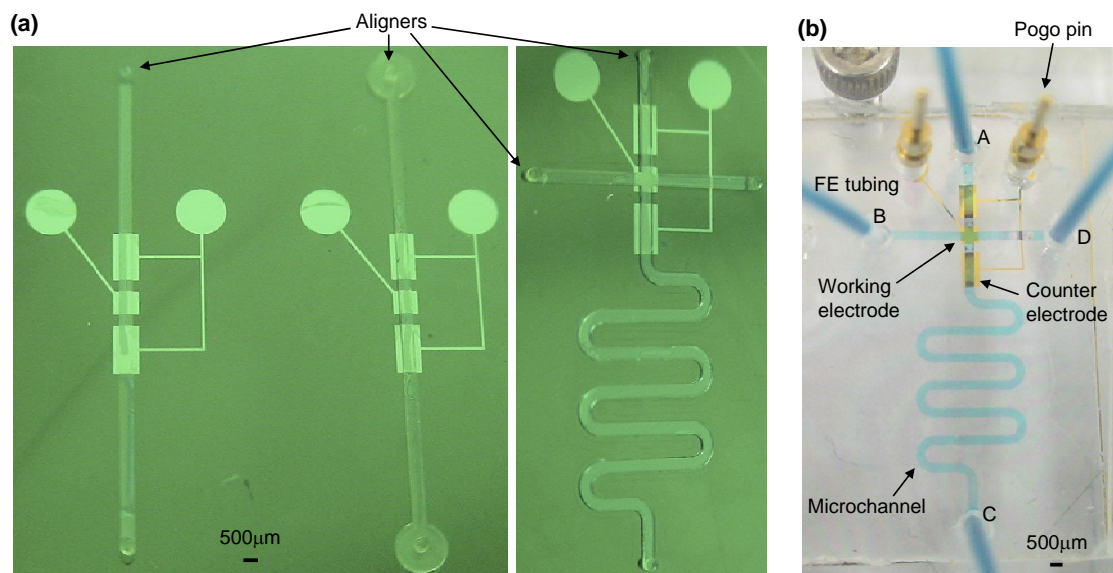 (a)
Aligners
500μm
(b)
Pogo pin
A
FE tubing
B
D
Working
electrode
Counter
electrode
Microchannel
C
500μm